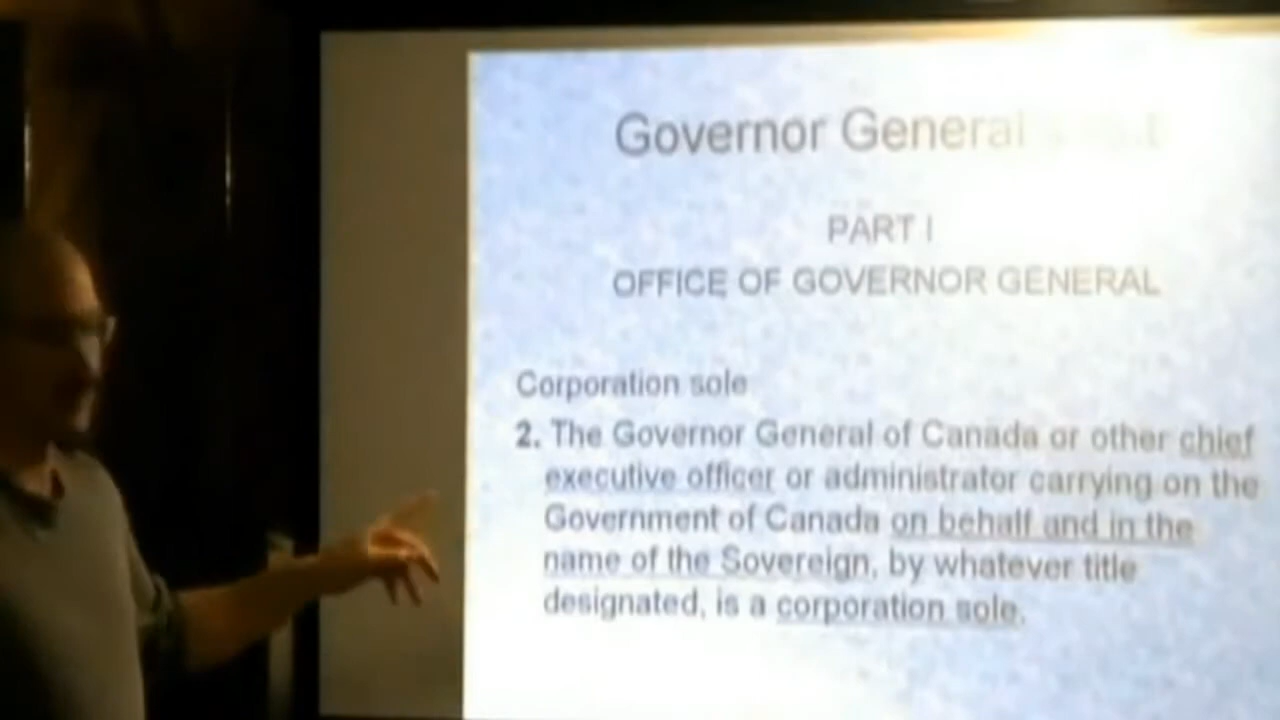 Governor General
PART I
OFFICE OF GOVERNOR GENERAL
Corporation sole
2. The Governor General of Canada or other chief
executive officer or administrator carrying on the
Government of Canada on behalf and in the
name of the Sovereign, by whatever title
designated, is a corporation sole.